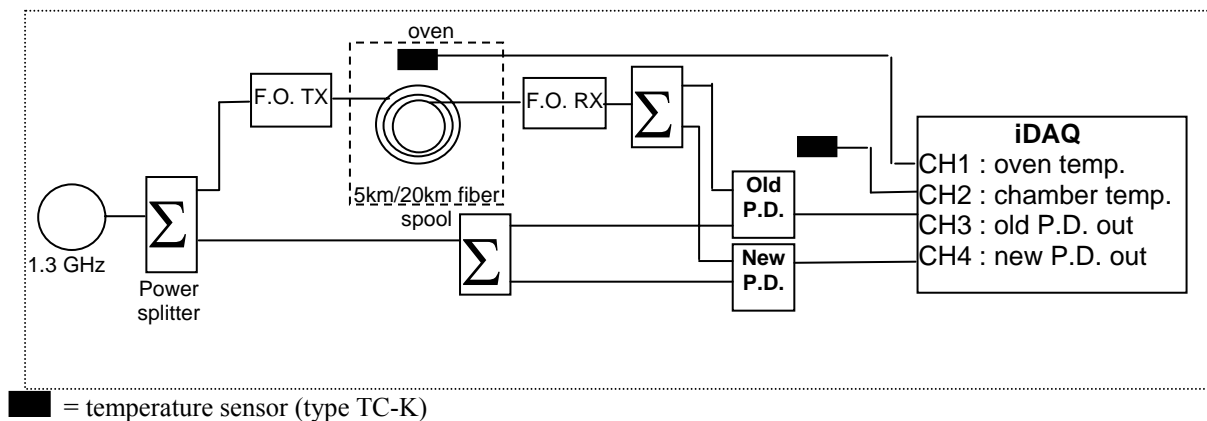 oven
F.O. TX
F.O. RX
Σ
5km/20km fiber
spool
1.3 GHz
Σ
Power
splitter
Σ
Old
P.D.
New
P.D.
iDAQ
CH1 : oven temp.
CH2 : chamber temp.
CH3 : old P.D. out
CH4 : new P.D. out
= temperature sensor (type TC-K)